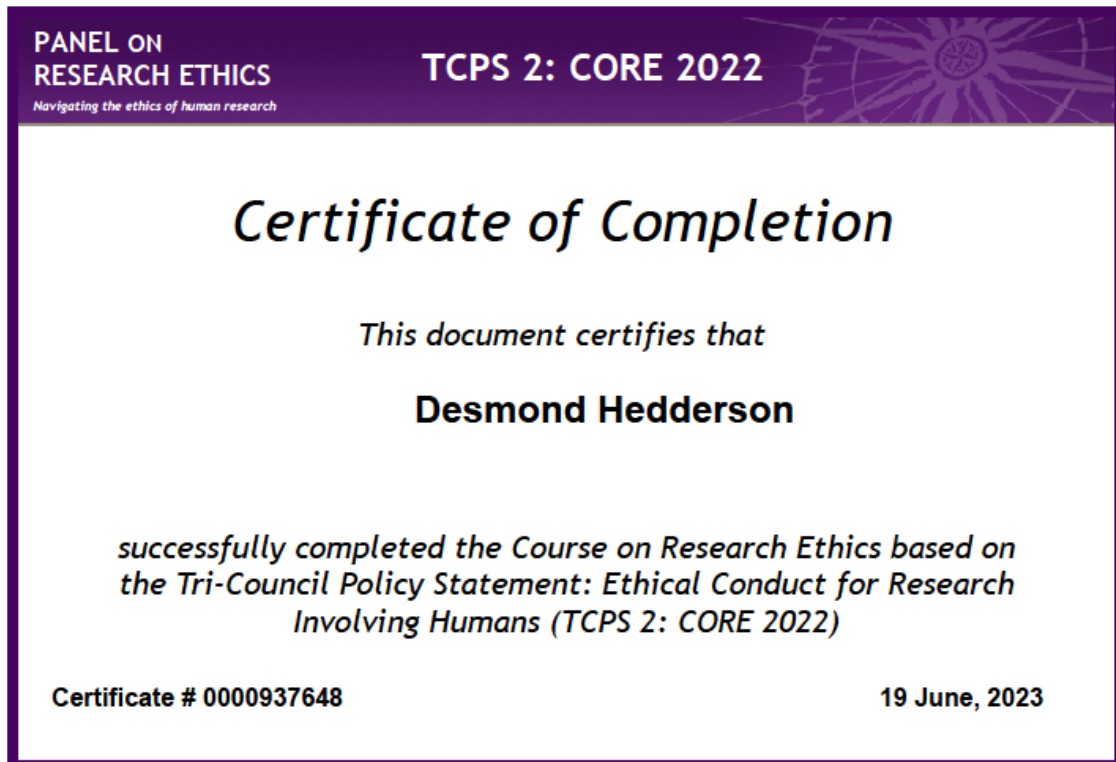 PANEL ON
RESEARCH ETHICS
Navigating the ethics of human research
TCPS 2: CORE 2022
Certificate of Completion
This document certifies that
Desmond Hedderson
successfully completed the Course on Research Ethics based on
the Tri-Council Policy Statement: Ethical Conduct for Research
Involving Humans (TCPS 2: CORE 2022)
Certificate # 0000937648
19 June, 2023